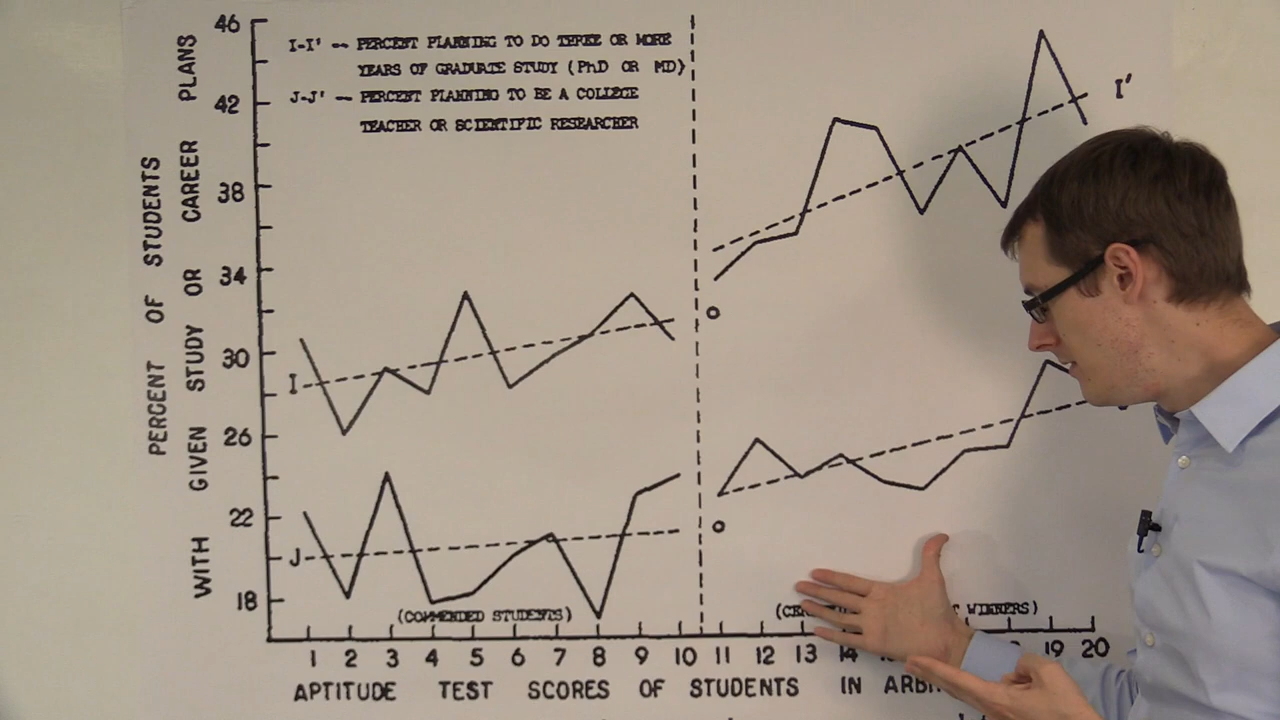 46
42
38
34
30
26
22
18
PERCENT OF STUDENTS
WITH GIVEN STUDY OR CAREER PLANS
I-I' -- PERCENT PLANNING TO DO THREE OR MORE
YEARS OF GRADUATE STUDY (PhD OR MD)
J-J' -- PERCENT PLANNING TO BE A COLLEGE
TEACHER OR SCIENTIFIC RESEARCHER
I'
I
J
(COMMENDED STUDENTS)
WINNERS)
1 2 3 4 5 6 7 8 9 10 11 12 13 14 19 20
APTITUDE TEST SCORES OF STUDENTS IN